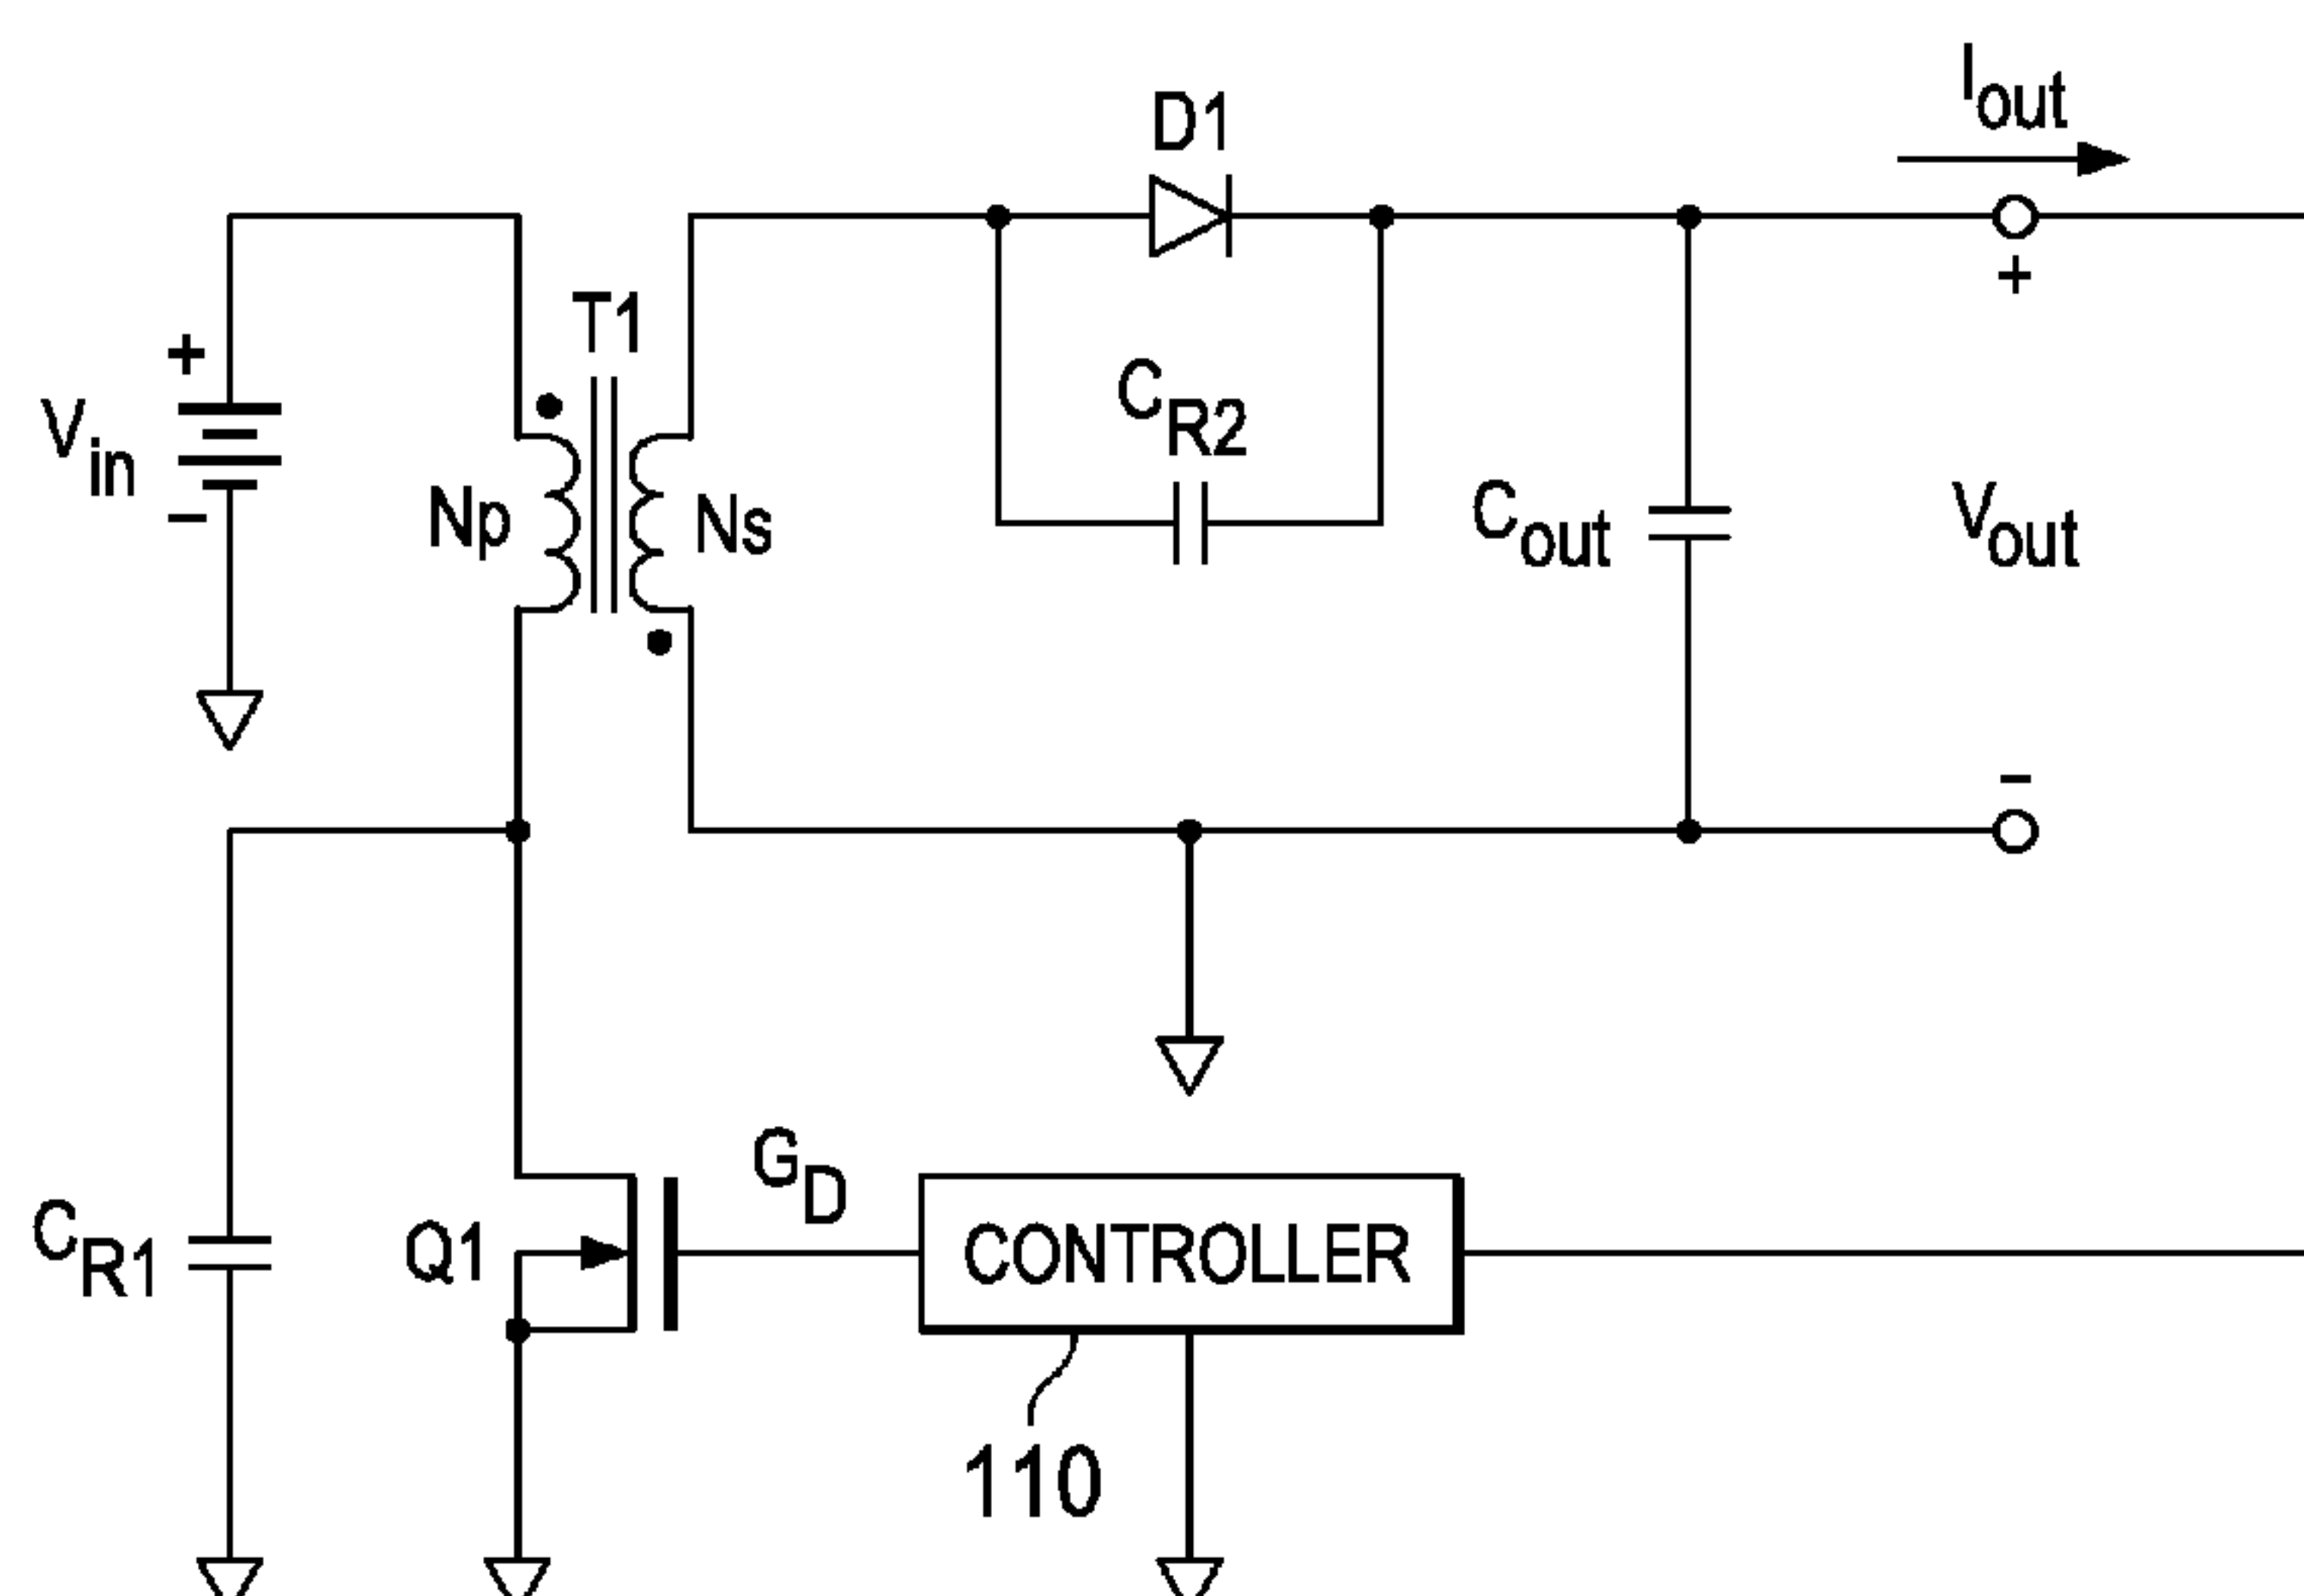 Iout
D1
+
T1
+
Vin
CR2
Np
Ns
Cout
Vout
−
−
GD
CR1
Q1
CONTROLLER
110